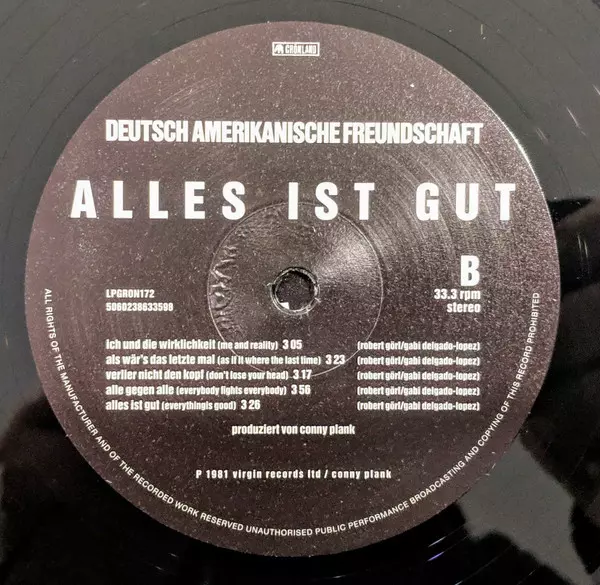 GRÖNLAND
DEUTSCH AMERIKANISCHE FREUNDSCHAFT
ALLES IST GUT
B
LPGRON172 33.3 rpm
5060238633598 stereo
ich und die wirklichkeit (me and reality) 3 05 (robert görl/gabi delgado-lopez)
als wär's das letzte mal (as if it where the last time) 3 23 (robert görl/gabi delgado-lopez)
verlier nicht den kopf (don't lose your head) 3 17 (robert görl/gabi delgado-lopez)
alle gegen alle (everybody fights everybody) 3 56 (robert görl/gabi delgado-lopez)
alles ist gut (everythingis good) 3 26 (robert görl/gabi delgado-lopez)
produziert von conny plank
P 1981 virgin records ltd / conny plank
ALL RIGHTS OF THE MANUFACTURER AND OF THE RECORDED WORK RESERVED UNAUTHORISED PUBLIC PERFORMANCE BROADCASTING AND COPYING OF THIS RECORD PROHIBITED